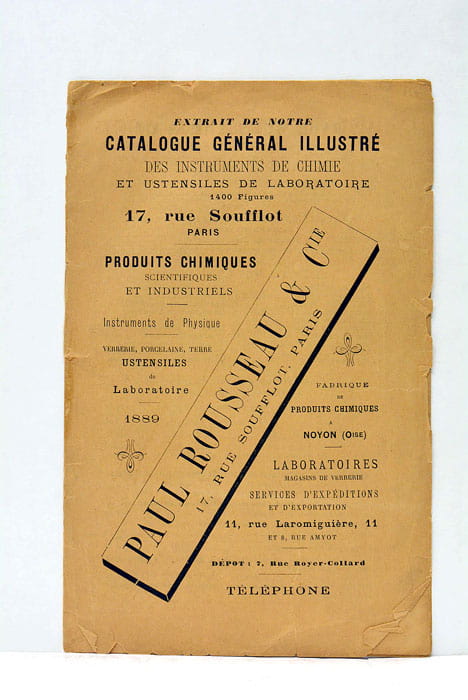 EXTRAIT DE NOTRE
CATALOGUE GÉNÉRAL ILLUSTRÉ
DES INSTRUMENTS DE CHIMIE
ET USTENSILES DE LABORATOIRE
1400 Figures
17, rue Soufflot
PARIS
PRODUITS CHIMIQUES
SCIENTIFIQUES
ET INDUSTRIELS
Instruments de Physique
VERRERIE, PORCELAINE, TERRE
USTENSILES
de
Laboratoire
1889
PAUL ROUSSEAU & CIE
17, RUE SOUFFLOT, PARIS
FABRIQUE
DE
PRODUITS CHIMIQUES
A
NOYON (OISE)
LABORATOIRES
MAGASINS DE VERRERIE
SERVICES D'EXPÉDITIONS
ET D'EXPORTATION
11, rue Laromiguière, 11
ET 8, RUE AMYOT
DÉPOT : 7, Rue Royer-Collard
TÉLÉPHONE